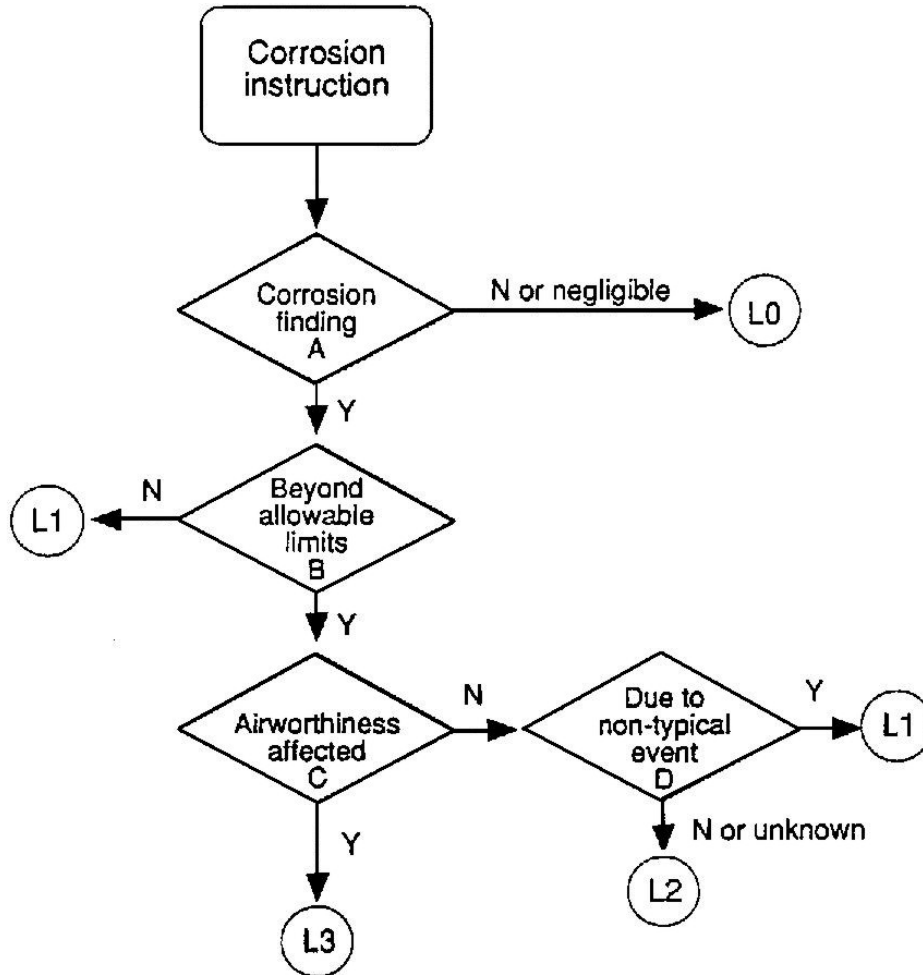 Corrosion
instruction
Corrosion
finding
A
N or negligible
L0
Y
Beyond
allowable
limits
B
N
L1
Y
Airworthiness
affected
C
N
Due to
non-typical
event
D
Y
L1
Y
N or unknown
L2
L3